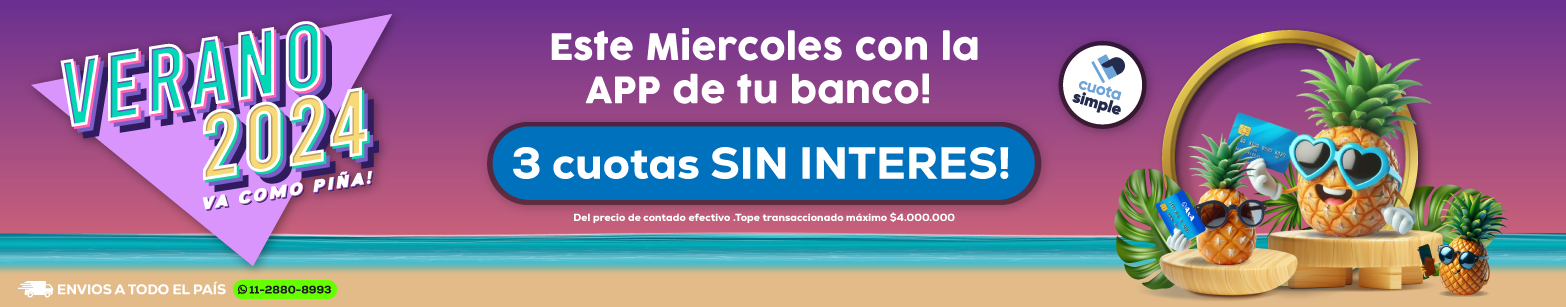 VERANO
2024
VA COMO PIÑA!
Este Miercoles con la
APP de tu banco!
3 cuotas SIN INTERES!
Del precio de contado efectivo .Tope transaccionado máximo $4.000.000
cuota
simple
ENVIOS A TODO EL PAÍS 11-2880-8993